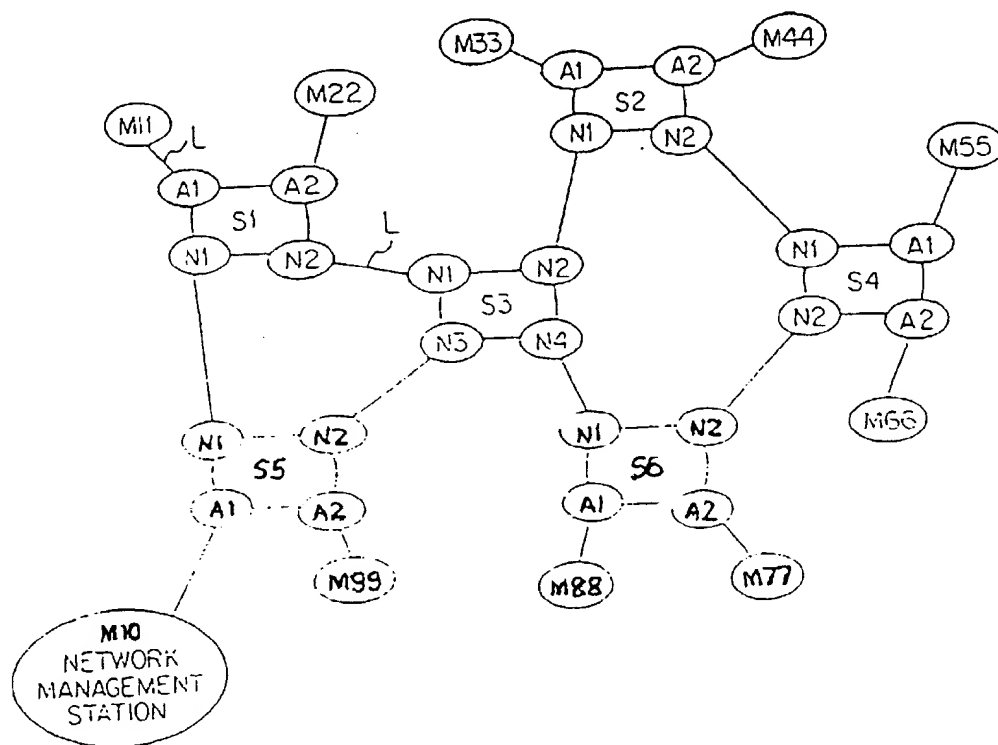 M33
M44
A1
A2
S2
N1
N2
M22
M11
L
A1
A2
S1
N1
N2
L
M55
N1
A1
S4
N2
A2
N1
N2
S3
N3
N4
M66
N1
N2
S5
A1
A2
N1
N2
S6
A1
A2
M99
M88
M77
M10
NETWORK
MANAGEMENT
STATION